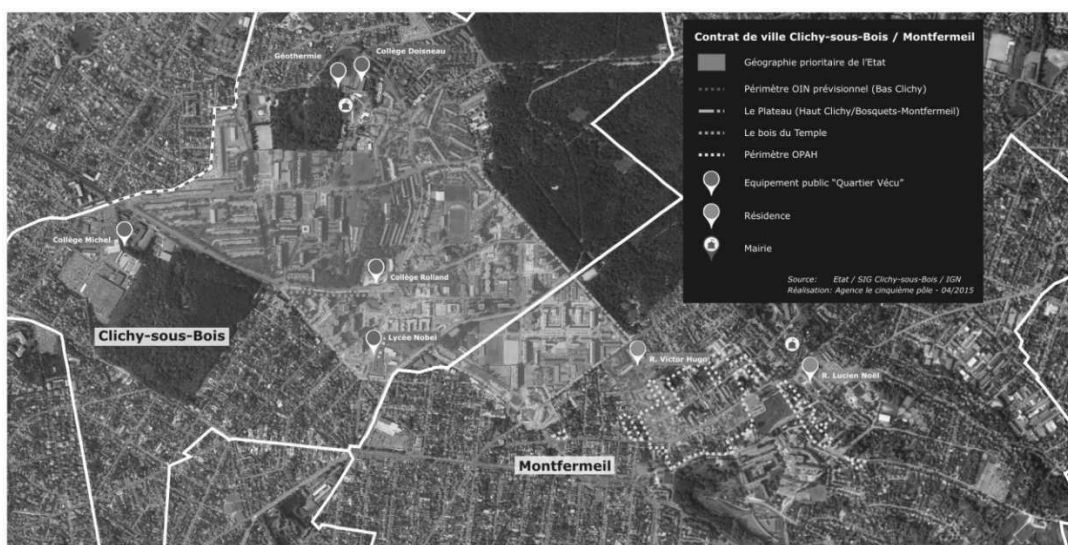 Contrat de ville Clichy-sous-Bois / Montfermeil
Géographie prioritaire de l'Etat
Périmètre OIN prévisionnel (Bas Clichy)
Le Plateau (Haut Clichy/Bosquets-Montfermeil)
Le bois du Temple
Périmètre OPAH
Equipement public "Quartier Vécu"
Résidence
Mairie
Source: Etat / SIG Clichy-sous-Bois / IGN
Réalisation: Agence le cinquième pôle - 04/2015
Collège Doisneau
Géothermie
Collège Michel
Collège Rolland
Clichy-sous-Bois
Lycée Nobel
R. Victor Hugo
R. Lucien Noël
Montfermeil